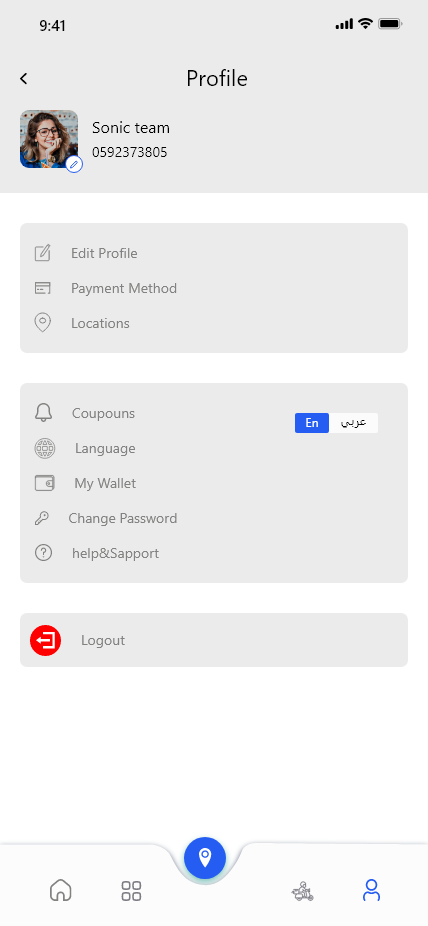 9:41
Profile
Sonic team
0592373805
Edit Profile
Payment Method
Locations
Coupouns
En عربي
Language
My Wallet
Change Password
help&Sapport
Logout